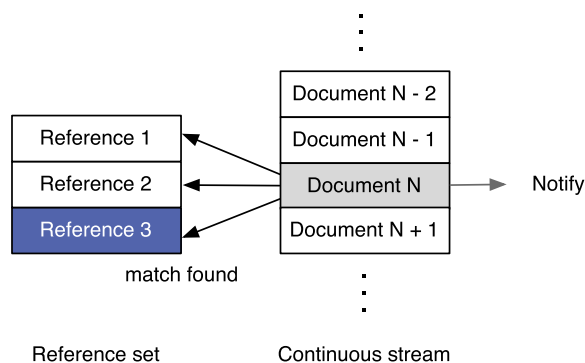 Document N - 2
Reference 1
Document N - 1
Reference 2
Document N
Notify
Reference 3
Document N + 1
match found
Reference set
Continuous stream